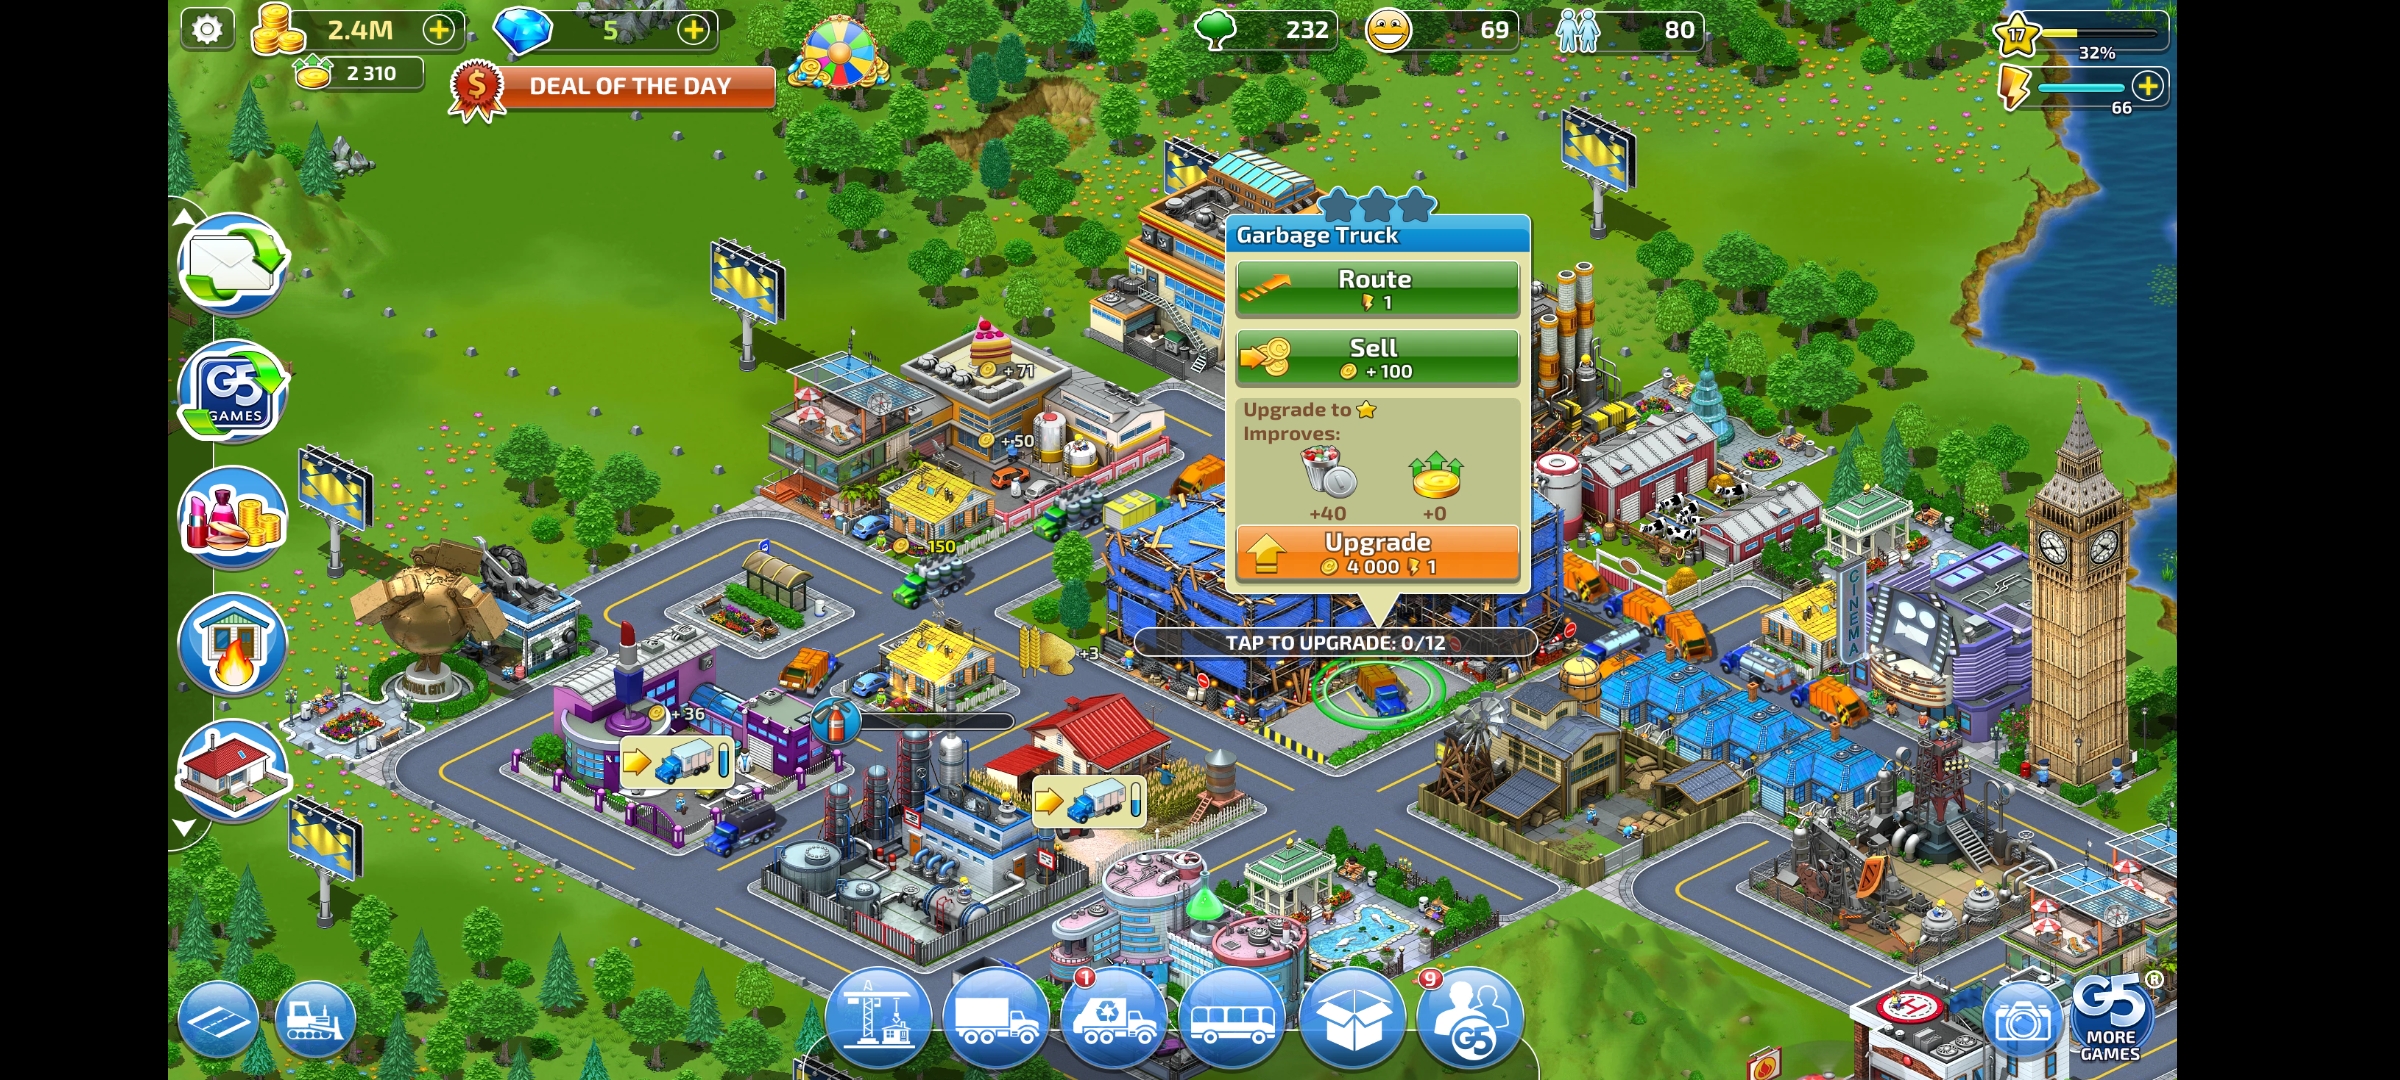 2.4M
5
232
69
80
17
32%
2 310
DEAL OF THE DAY
66
Garbage Truck
Route
1
Sell
+ 100
Upgrade to
Improves:
+40
+0
Upgrade
4 000 1
TAP TO UPGRADE: 0/12
+ 71
+ 50
- 150
+3
+ 36
G5
GAMES
CINEMA
1
9
G5
G5
®
MORE
GAMES
H